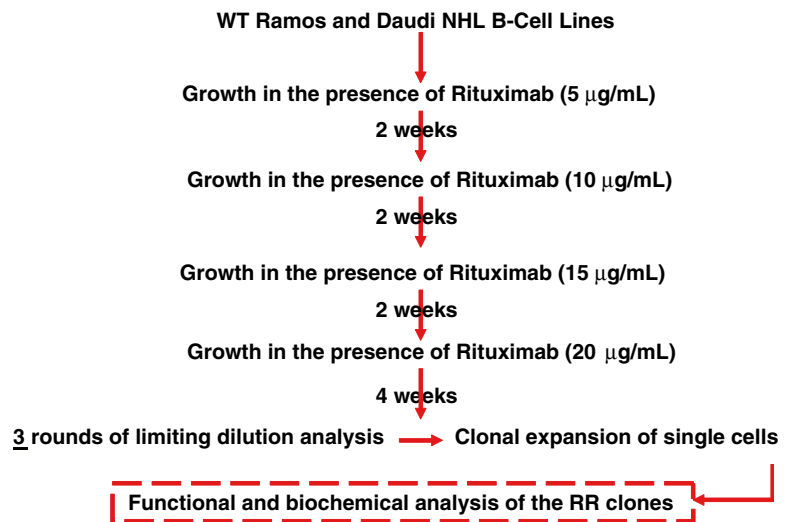 WT Ramos and Daudi NHL B-Cell Lines
Growth in the presence of Rituximab (5 μg/mL)
2 weeks
Growth in the presence of Rituximab (10 μg/mL)
2 weeks
Growth in the presence of Rituximab (15 μg/mL)
2 weeks
Growth in the presence of Rituximab (20 μg/mL)
4 weeks
3 rounds of limiting dilution analysis
Clonal expansion of single cells
Functional and biochemical analysis of the RR clones